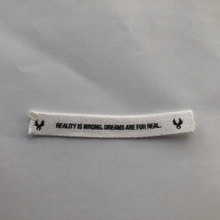 REALITY IS WRONG. DREAMS ARE FOR REAL.